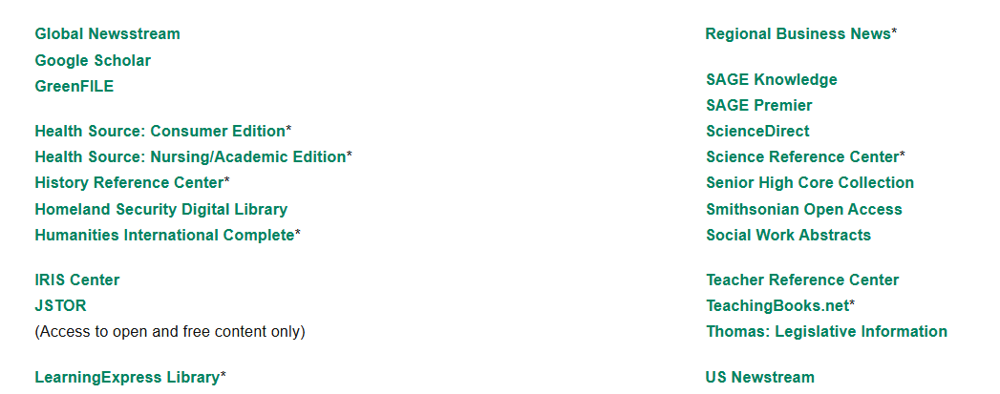 Global Newsstream
Google Scholar
GreenFILE
Health Source: Consumer Edition*
Health Source: Nursing/Academic Edition*
History Reference Center*
Homeland Security Digital Library
Humanities International Complete*
IRIS Center
JSTOR
(Access to open and free content only)
LearningExpress Library*
Regional Business News*
SAGE Knowledge
SAGE Premier
ScienceDirect
Science Reference Center*
Senior High Core Collection
Smithsonian Open Access
Social Work Abstracts
Teacher Reference Center
TeachingBooks.net*
Thomas: Legislative Information
US Newstream